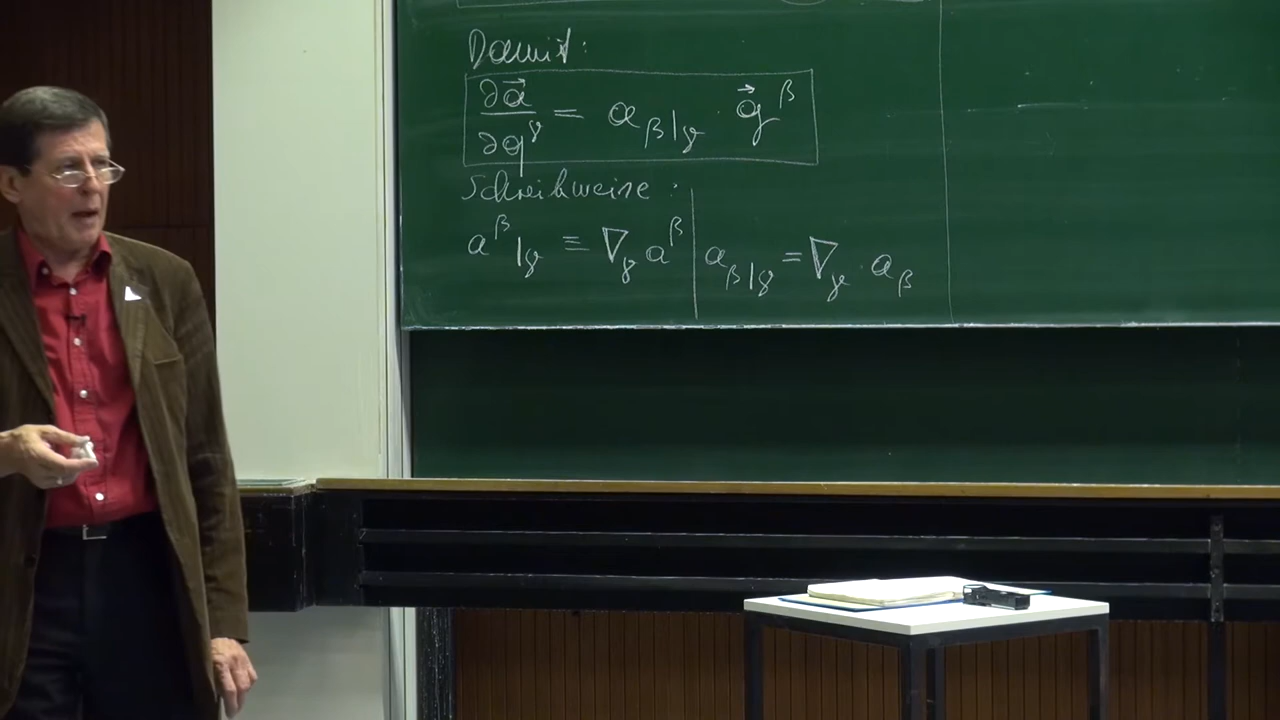 Damit:
∂a⃗/∂q^γ = a_β|γ · g⃗^β
Schreibweise:
a^β|γ ≡ ∇_γ a^β | a_β|γ = ∇_γ a_β